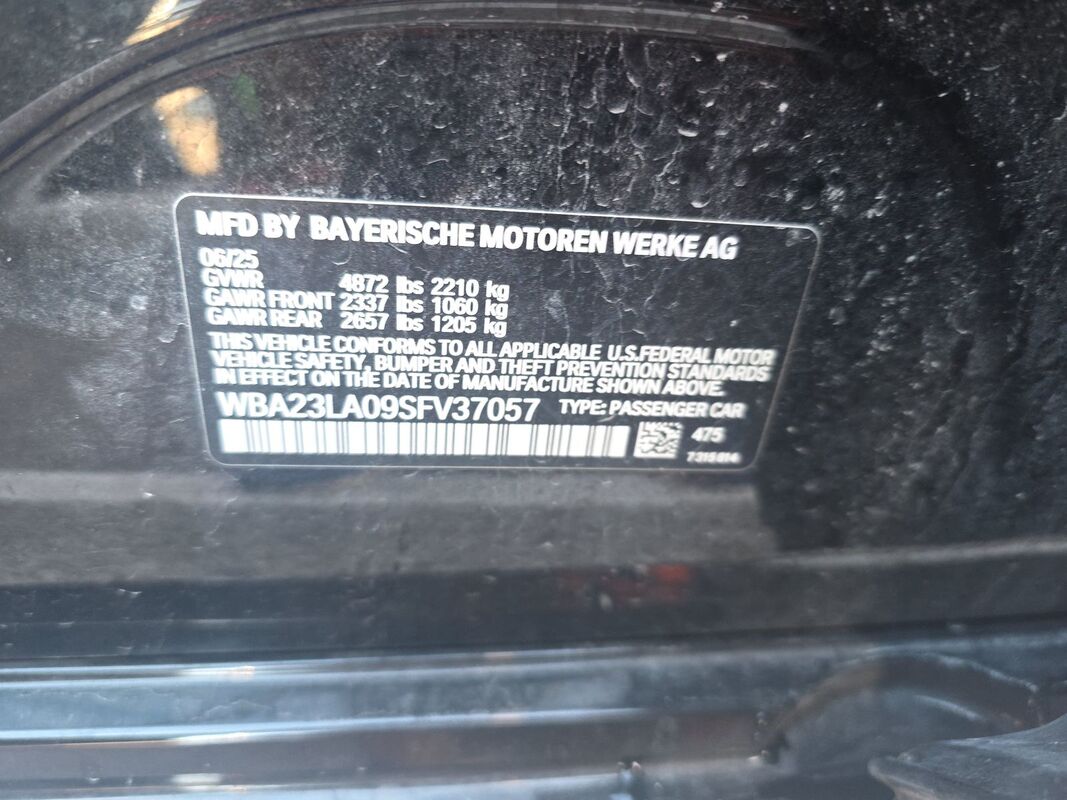 MFD BY BAYERISCHE MOTOREN WERKE AG
06/25
GVWR 4872 lbs 2210 kg
GAWR FRONT 2337 lbs 1060 kg
GAWR REAR 2657 lbs 1205 kg
THIS VEHICLE CONFORMS TO ALL APPLICABLE U.S.FEDERAL MOTOR
VEHICLE SAFETY, BUMPER AND THEFT PREVENTION STANDARDS
IN EFFECT ON THE DATE OF MANUFACTURE SHOWN ABOVE.
WBA23LA09SFV37057 TYPE: PASSENGER CAR
475
7315814